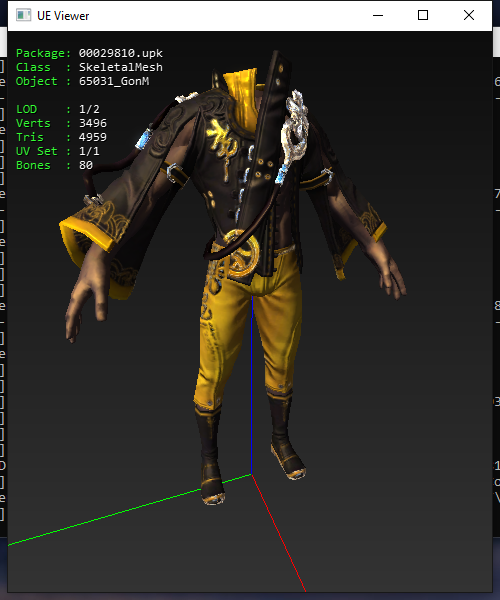 UE Viewer
Package: 00029810.upk
Class : SkeletalMesh
Object : 65031_GonM
LOD : 1/2
Verts : 3496
Tris : 4959
UV Set : 1/1
Bones : 80